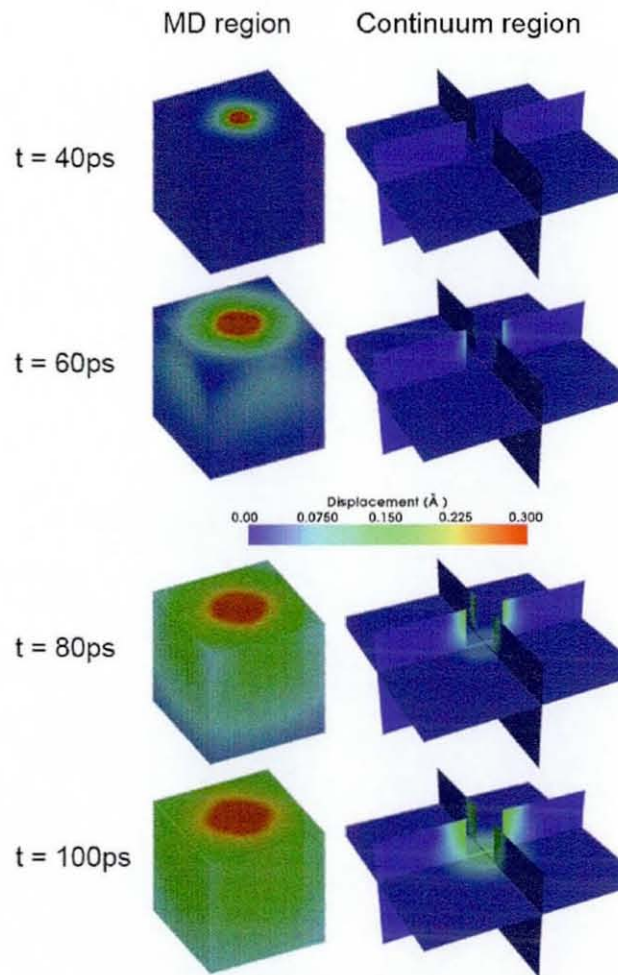 MD region Continuum region
t = 40ps
t = 60ps
Displacement (Å )
0.00 0.0750 0.150 0.225 0.300
t = 80ps
t = 100ps